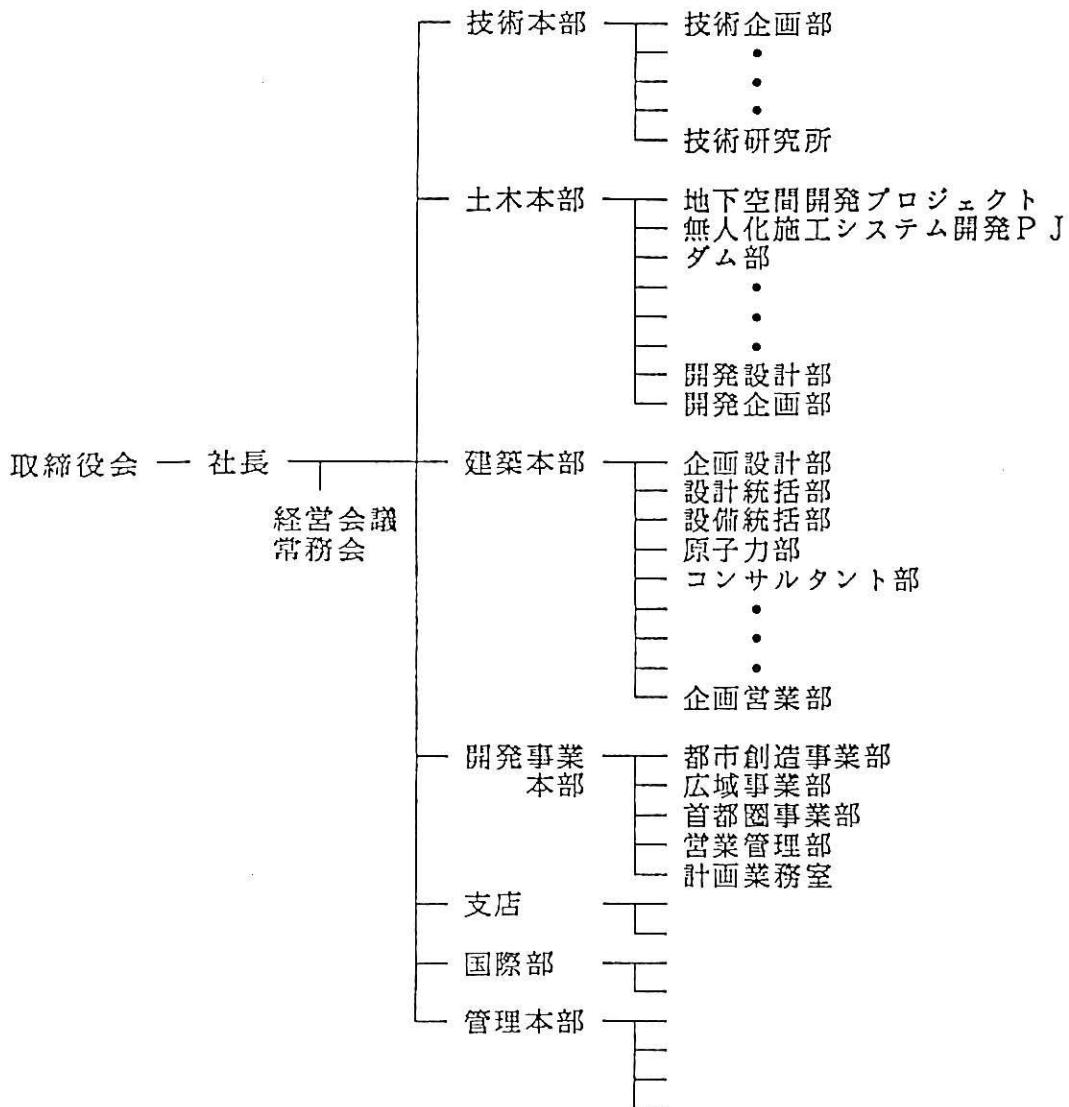 技術本部
技術企画部
•
•
•
技術研究所
土木本部
地下空間開発プロジェクト
無人化施工システム開発PJ
ダム部
•
•
•
開発設計部
開発企画部
取締役会
社長
経営会議
常務会
建築本部
企画設計部
設計統括部
設備統括部
原子力部
コンサルタント部
•
•
•
企画営業部
開発事業
本部
都市創造事業部
広域事業部
首都圏事業部
営業管理部
計画業務室
支店
国際部
管理本部